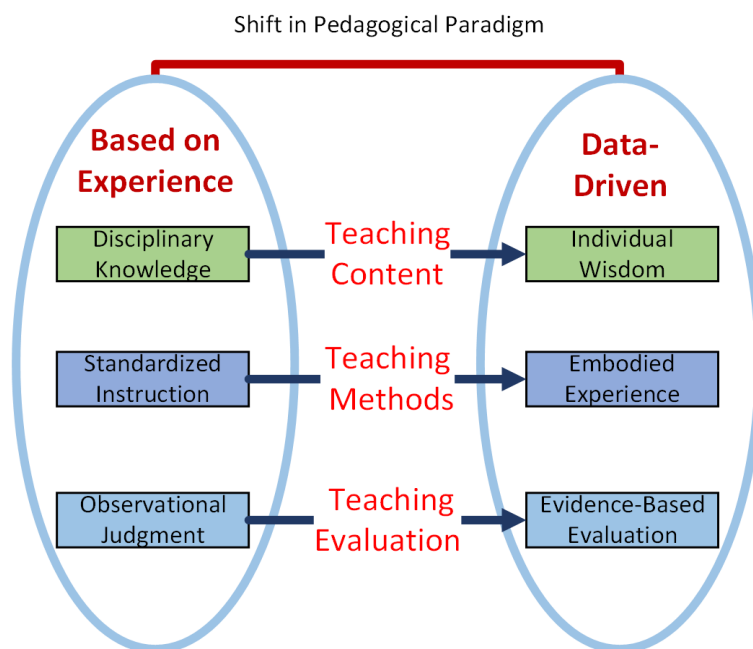 Shift in Pedagogical Paradigm
Based on
Experience
Data-
Driven
Disciplinary
Knowledge
Teaching
Content
Individual
Wisdom
Standardized
Instruction
Teaching
Methods
Embodied
Experience
Observational
Judgment
Teaching
Evaluation
Evidence-Based
Evaluation